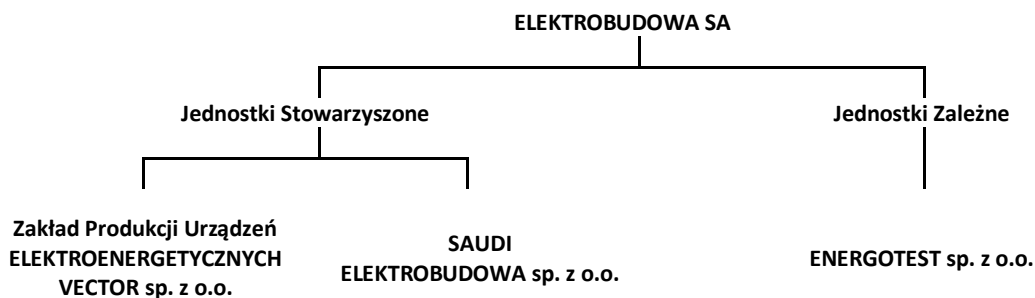 ELEKTROBUDOWA SA
Jednostki Stowarzyszone
Jednostki Zależne
Zakład Produkcji Urządzeń
ELEKTROENERGETYCZNYCH
VECTOR sp. z o.o.
SAUDI
ELEKTROBUDOWA sp. z o.o.
ENERGOTEST sp. z o.o.